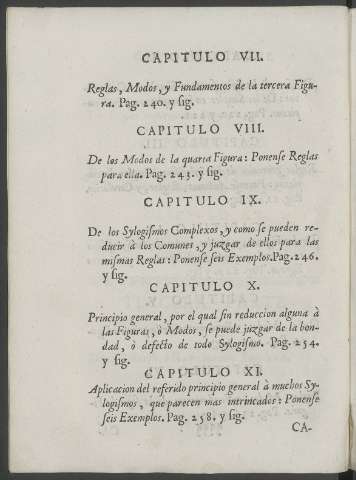 CAPITULO VII.
Reglas, Modos, y Fundamentos de la tercera Figu-
ra. Pag. 240. y sig.
CAPITULO VIII.
De los Modos de la quarta Figura: Ponense Reglas
para ella. Pag. 243. y sig.
CAPITULO IX.
De los Sylogismos Complexos, y como se pueden re-
ducir à los Comunes, y juzgar de ellos para las
mismas Reglas: Ponense seis Exemplos. Pag. 246.
y sig.
CAPITULO X.
Principio general, por el qual sin reduccion alguna à
las Figuras, ò Modos, se puede juzgar de la bon-
dad, ò defecto de todo Sylogismo. Pag. 254.
y sig.
CAPITULO XI.
Aplicacion del referido principio general à muchos Sy-
logismos, que parecen mas intrincados: Ponense
seis Exemplos. Pag. 258. y sig.
CA-